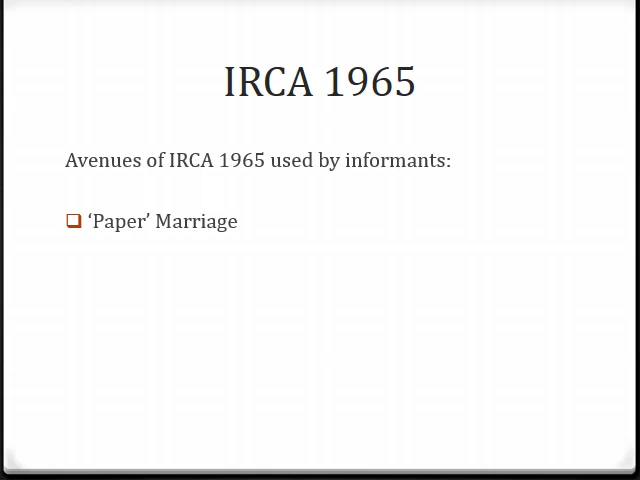 IRCA 1965
Avenues of IRCA 1965 used by informants:
‘Paper’ Marriage